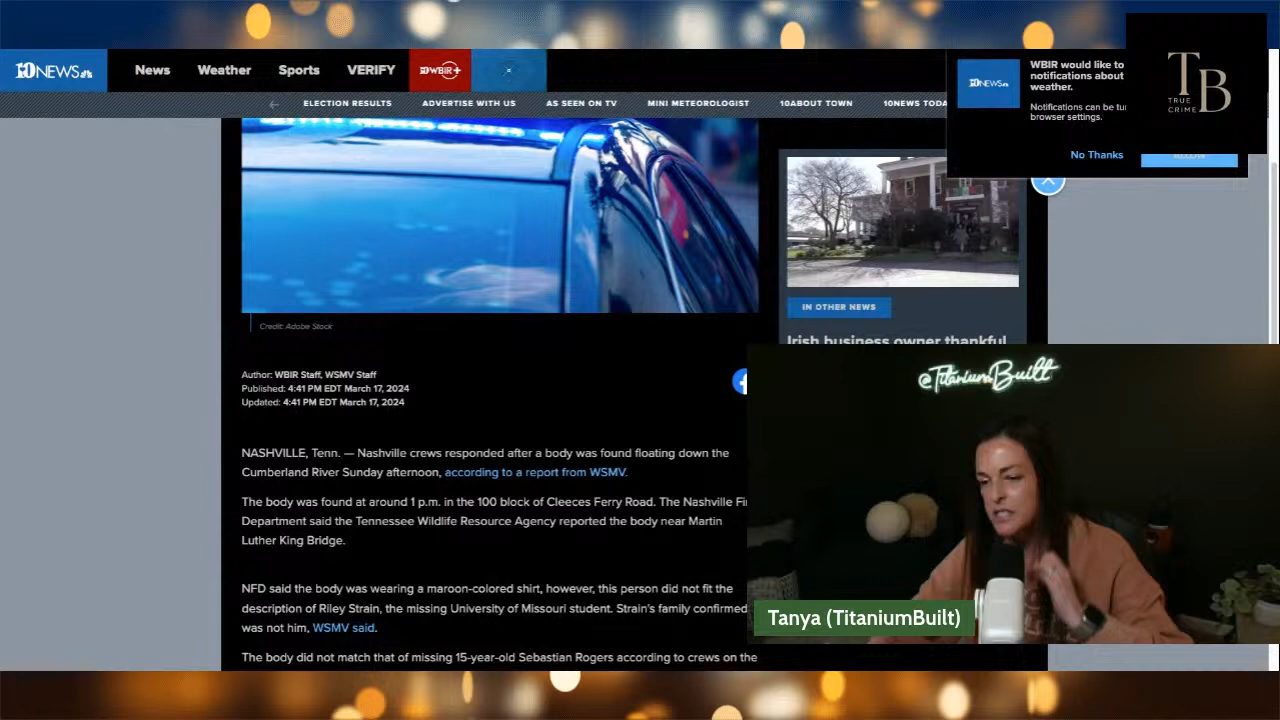 10NEWS
News
Weather
Sports
VERIFY
10WBIR+
ELECTION RESULTS
ADVERTISE WITH US
AS SEEN ON TV
MINI METEOROLOGIST
10ABOUT TOWN
10NEWS TODA
10NEWS
WBIR would like to
notifications about
weather.
Notifications can be tu
browser settings.
No Thanks
ALLOW
TB
TRUE
CRIME
Credit: Adobe Stock
IN OTHER NEWS
Irish business owner thankful
Author: WBIR Staff, WSMV Staff
Published: 4:41 PM EDT March 17, 2024
Updated: 4:41 PM EDT March 17, 2024
NASHVILLE, Tenn. — Nashville crews responded after a body was found floating down the
Cumberland River Sunday afternoon, according to a report from WSMV.
The body was found at around 1 p.m. in the 100 block of Cleeces Ferry Road. The Nashville Fi
Department said the Tennessee Wildlife Resource Agency reported the body near Martin
Luther King Bridge.
NFD said the body was wearing a maroon-colored shirt, however, this person did not fit the
description of Riley Strain, the missing University of Missouri student. Strain's family confirmed
was not him, WSMV said.
The body did not match that of missing 15-year-old Sebastian Rogers according to crews on the
@TitaniumBuilt
Tanya (TitaniumBuilt)